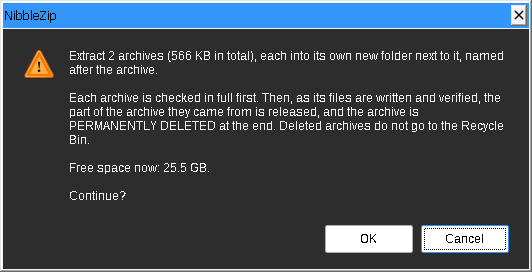 NibbleZip
Extract 2 archives (566 KB in total), each into its own new folder next to it, named
after the archive.
Each archive is checked in full first. Then, as its files are written and verified, the
part of the archive they came from is released, and the archive is
PERMANENTLY DELETED at the end. Deleted archives do not go to the Recycle
Bin.
Free space now: 25.5 GB.
Continue?
OK
Cancel